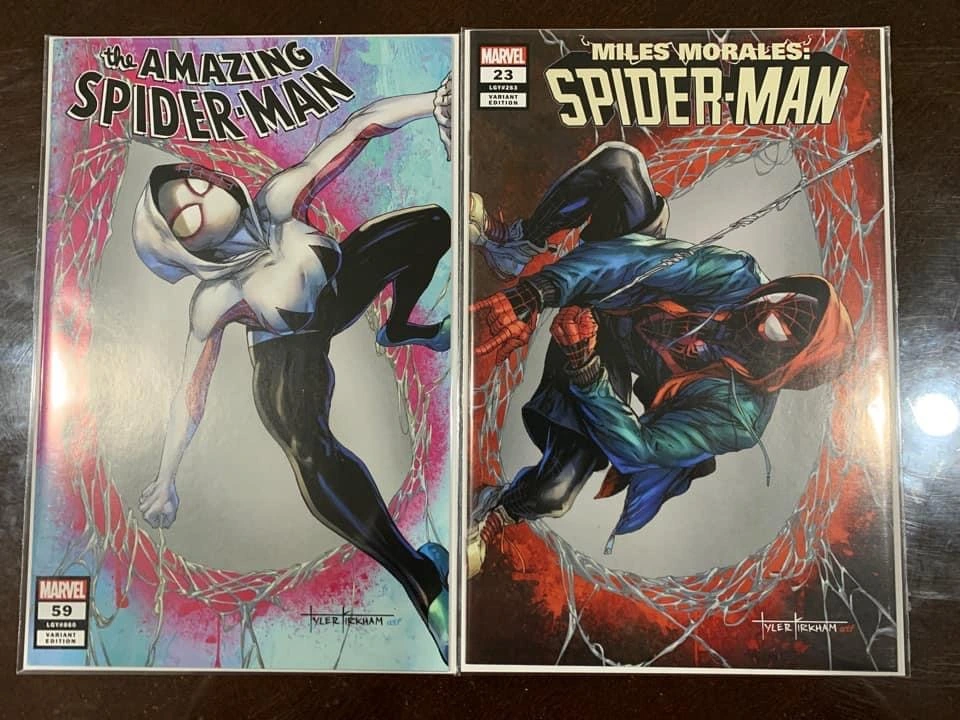 the AMAZING
SPIDER-MAN
MARVEL
59
LGY#860
VARIANT
EDITION
TYLER KIRKHAM
MARVEL
23
LGY#263
VARIANT
EDITION
MILES MORALES:
SPIDER-MAN
TYLER KIRKHAM